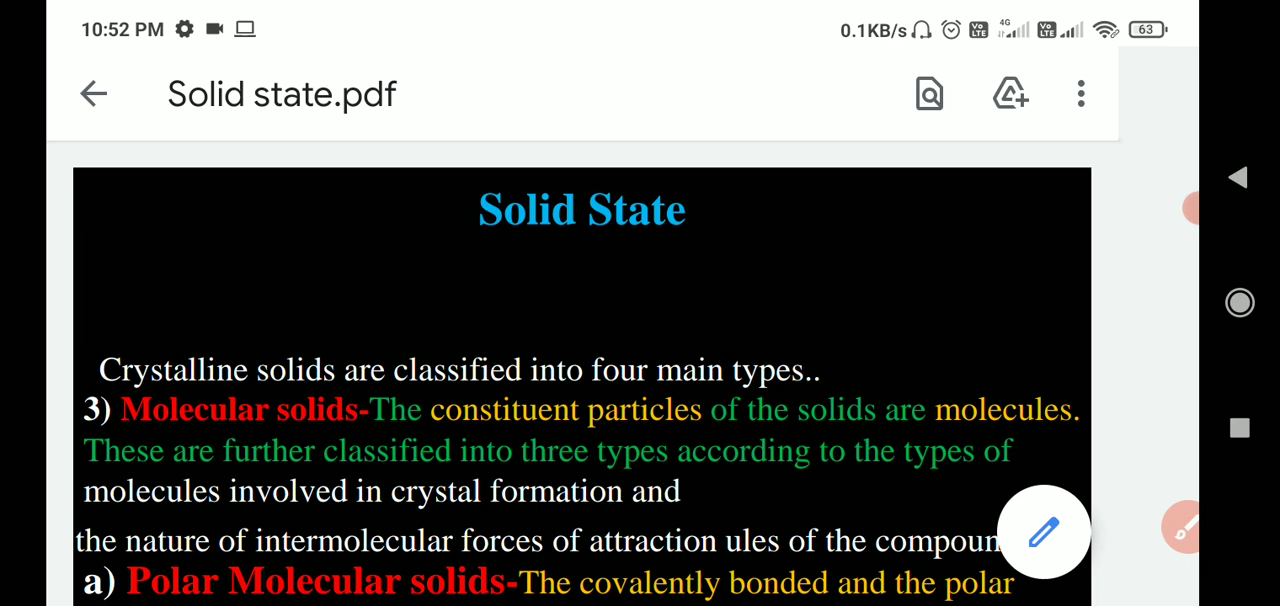 10:52 PM 0.1KB/s 4G 63
Solid state.pdf
Solid State
Crystalline solids are classified into four main types..
3) Molecular solids-The constituent particles of the solids are molecules.
These are further classified into three types according to the types of
molecules involved in crystal formation and
the nature of intermolecular forces of attraction ules of the compoun
a) Polar Molecular solids-The covalently bonded and the polar